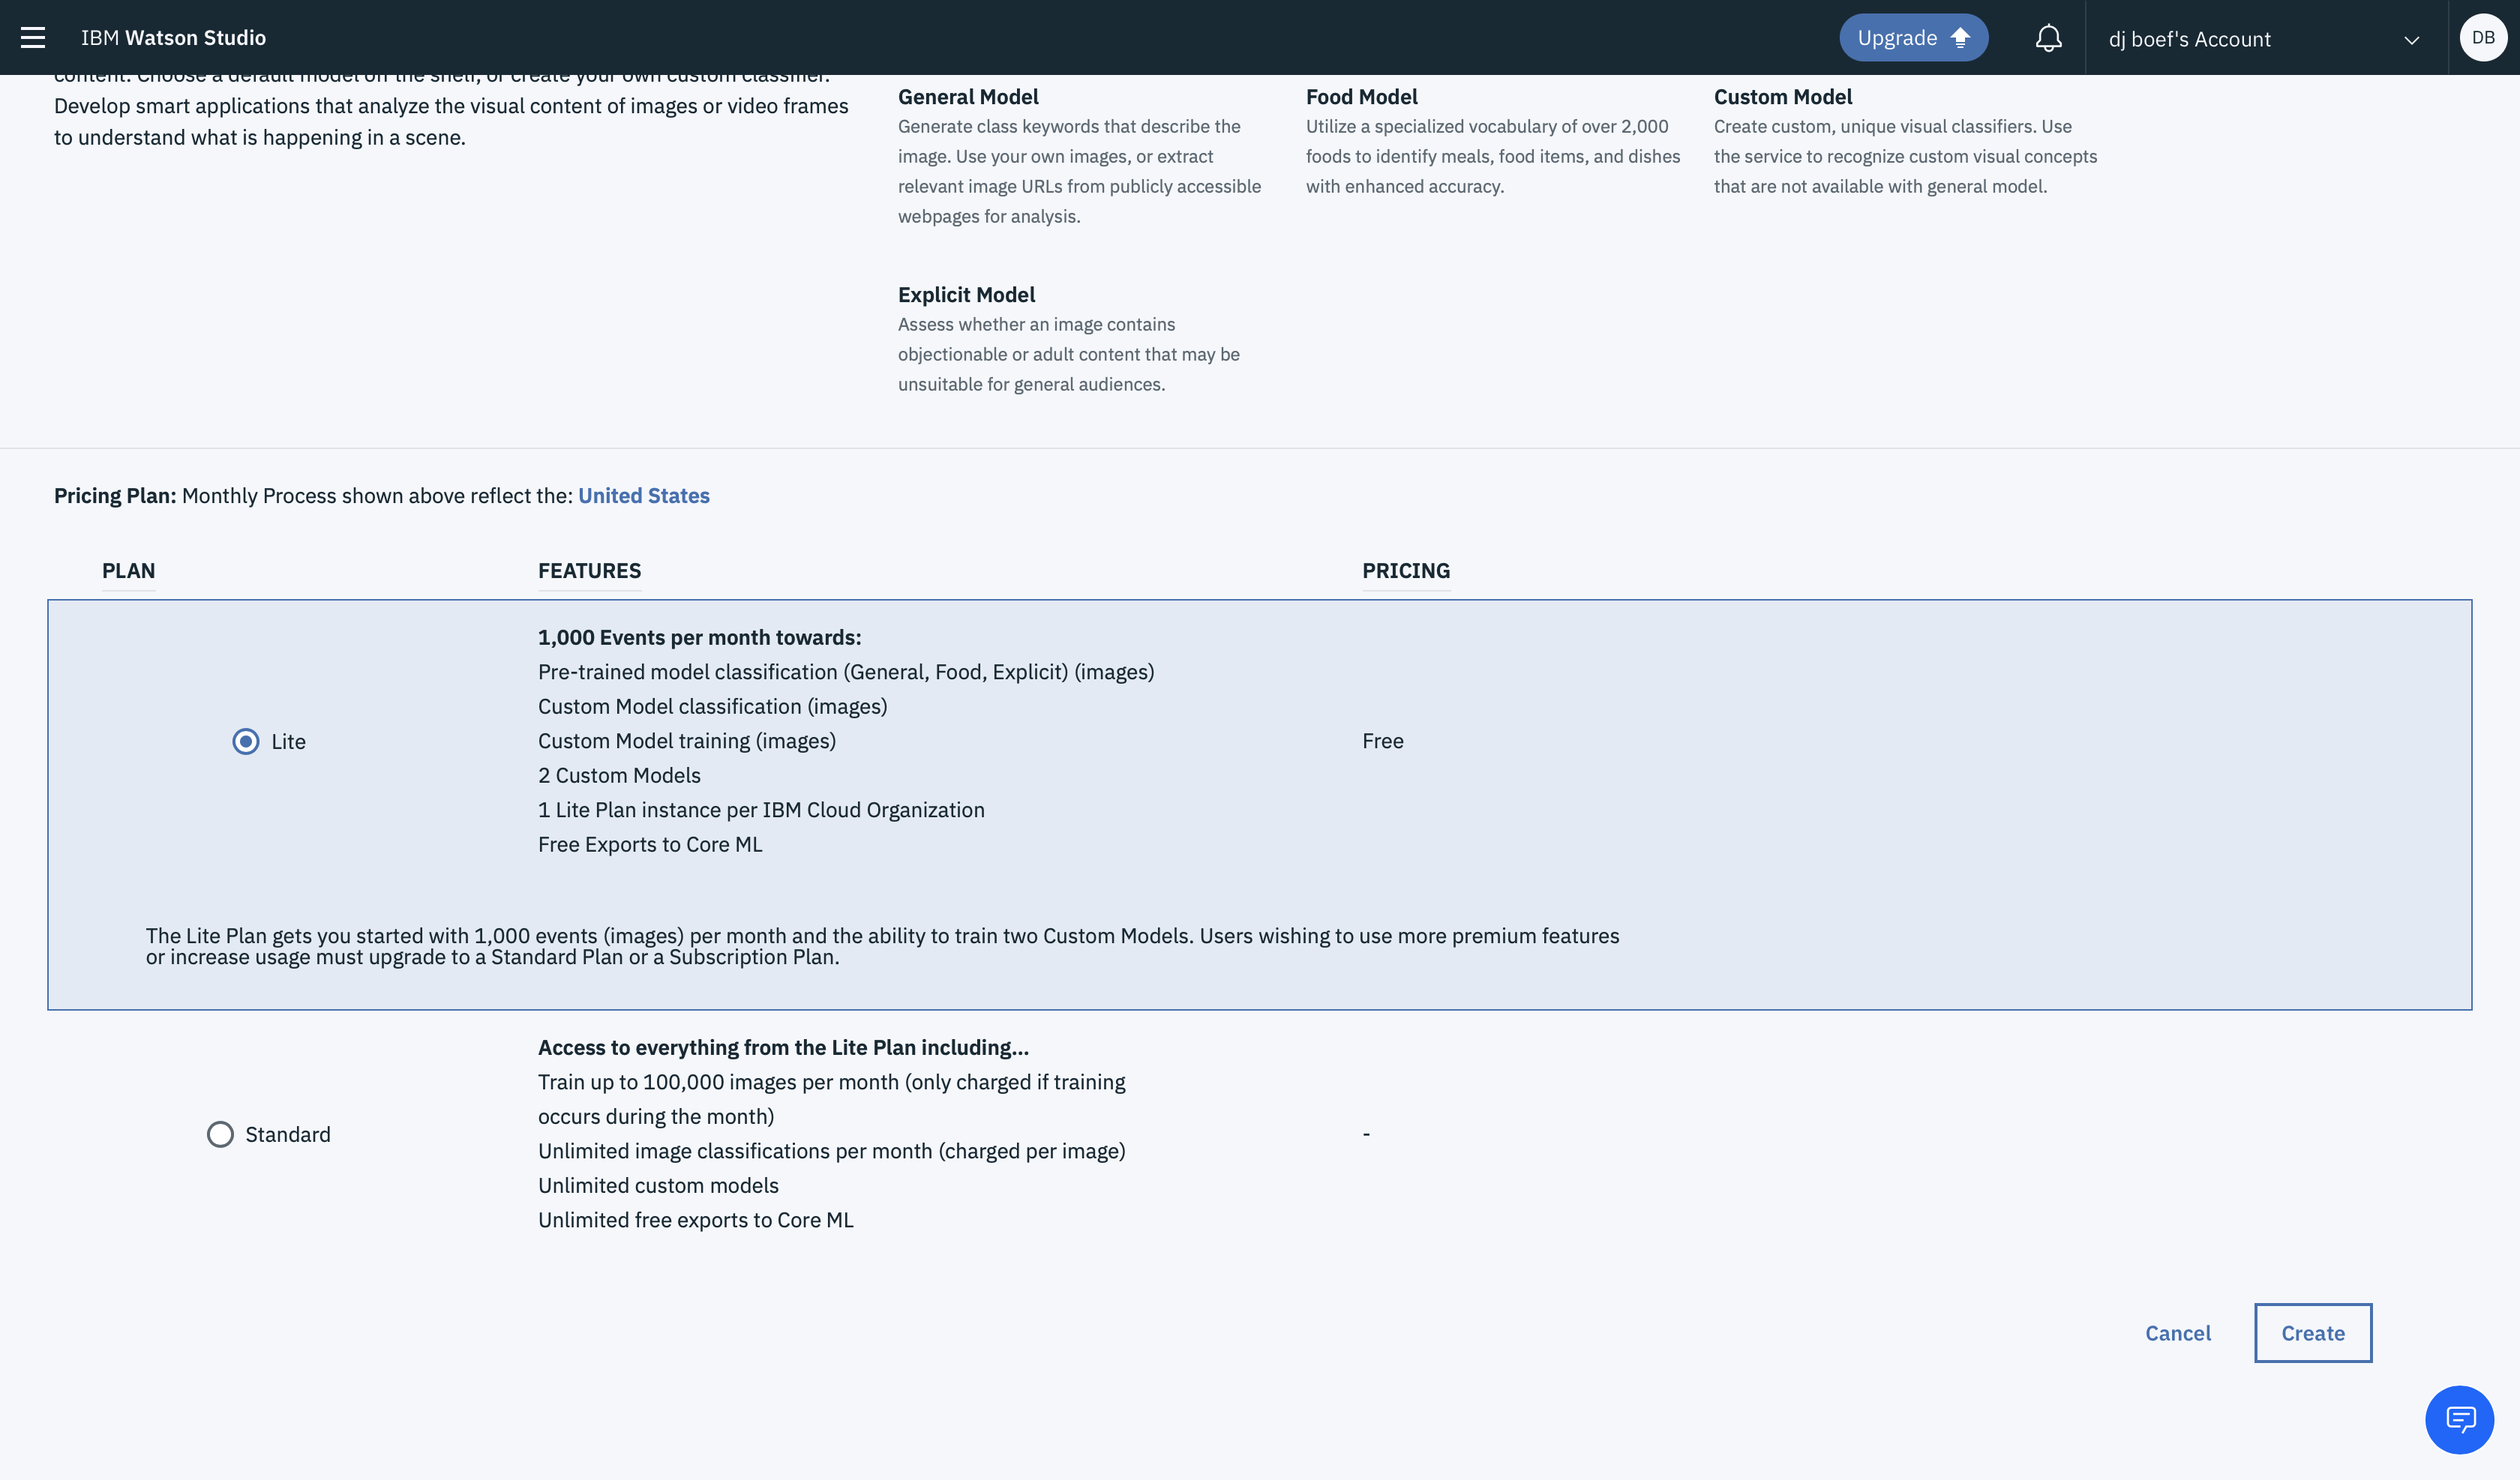 IBM Watson Studio
Upgrade
dj boef's Account
DB
content. Choose a default model off the shelf, or create your own custom classifier.
Develop smart applications that analyze the visual content of images or video frames
to understand what is happening in a scene.
General Model
Generate class keywords that describe the
image. Use your own images, or extract
relevant image URLs from publicly accessible
webpages for analysis.
Food Model
Utilize a specialized vocabulary of over 2,000
foods to identify meals, food items, and dishes
with enhanced accuracy.
Custom Model
Create custom, unique visual classifiers. Use
the service to recognize custom visual concepts
that are not available with general model.
Explicit Model
Assess whether an image contains
objectionable or adult content that may be
unsuitable for general audiences.
Pricing Plan: Monthly Process shown above reflect the: United States
PLAN
FEATURES
PRICING
Lite
1,000 Events per month towards:
Pre-trained model classification (General, Food, Explicit) (images)
Custom Model classification (images)
Custom Model training (images)
2 Custom Models
1 Lite Plan instance per IBM Cloud Organization
Free Exports to Core ML
Free
The Lite Plan gets you started with 1,000 events (images) per month and the ability to train two Custom Models. Users wishing to use more premium features
or increase usage must upgrade to a Standard Plan or a Subscription Plan.
Standard
Access to everything from the Lite Plan including...
Train up to 100,000 images per month (only charged if training
occurs during the month)
Unlimited image classifications per month (charged per image)
Unlimited custom models
Unlimited free exports to Core ML
-
Cancel
Create